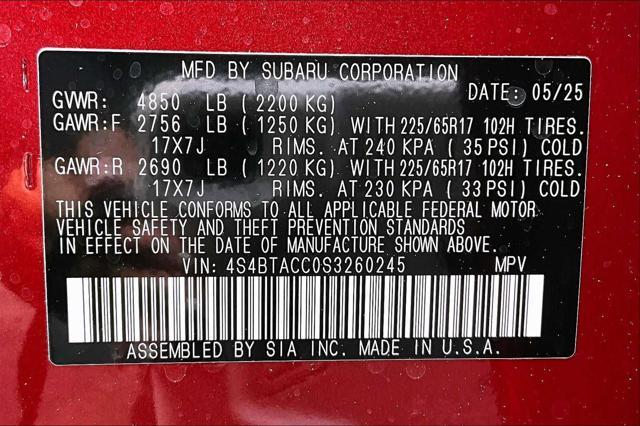 MFD BY SUBARU CORPORATION
GVWR: 4850 LB (2200 KG) DATE: 05/25
GAWR:F 2756 LB (1250 KG) WITH 225/65R17 102H TIRES.
17X7J RIMS. AT 240 KPA (35 PSI) COLD
GAWR:R 2690 LB (1220 KG) WITH 225/65R17 102H TIRES.
17X7J RIMS. AT 230 KPA (33 PSI) COLD
THIS VEHICLE CONFORMS TO ALL APPLICABLE FEDERAL MOTOR
VEHICLE SAFETY AND THEFT PREVENTION STANDARDS
IN EFFECT ON THE DATE OF MANUFACTURE SHOWN ABOVE.
VIN: 4S4BTACC0S3260245 MPV
ASSEMBLED BY SIA INC. MADE IN U.S.A.